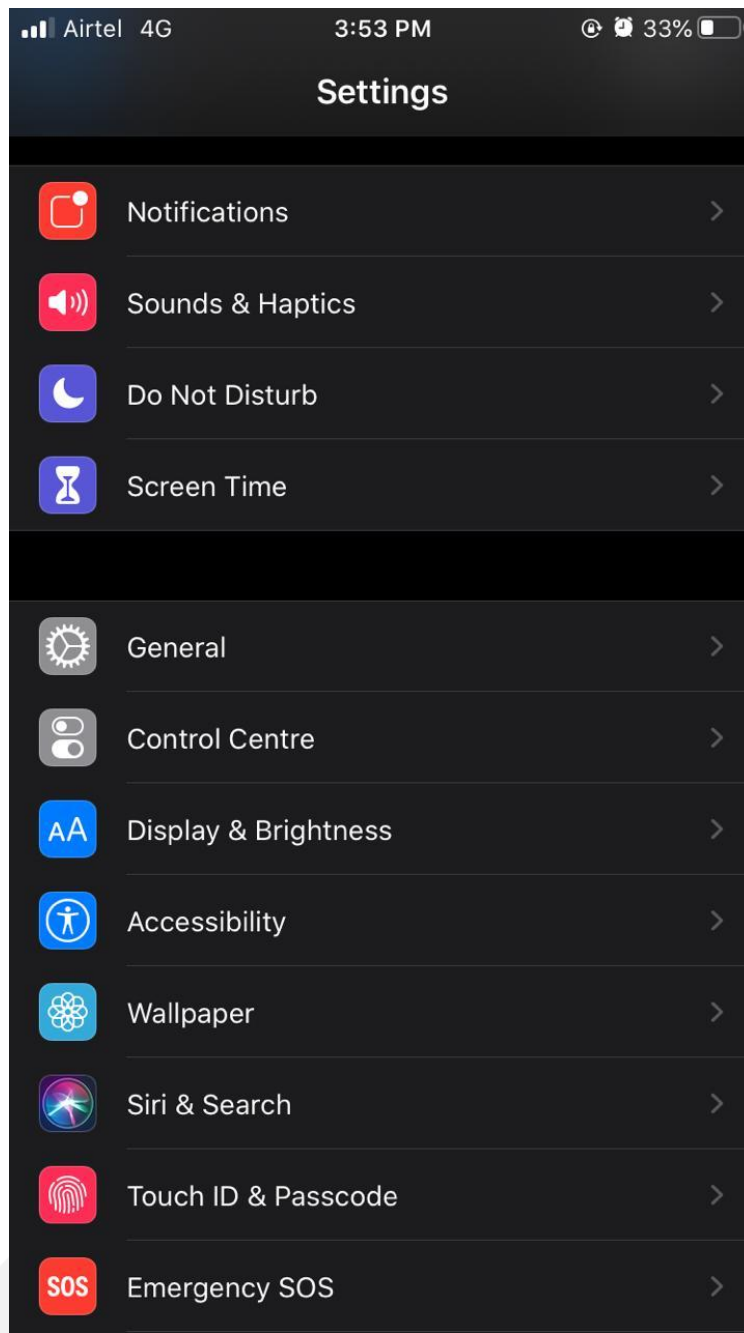 Airtel 4G 3:53 PM 33%
Settings
Notifications
Sounds & Haptics
Do Not Disturb
Screen Time
General
Control Centre
AA Display & Brightness
Accessibility
Wallpaper
Siri & Search
Touch ID & Passcode
SOS Emergency SOS